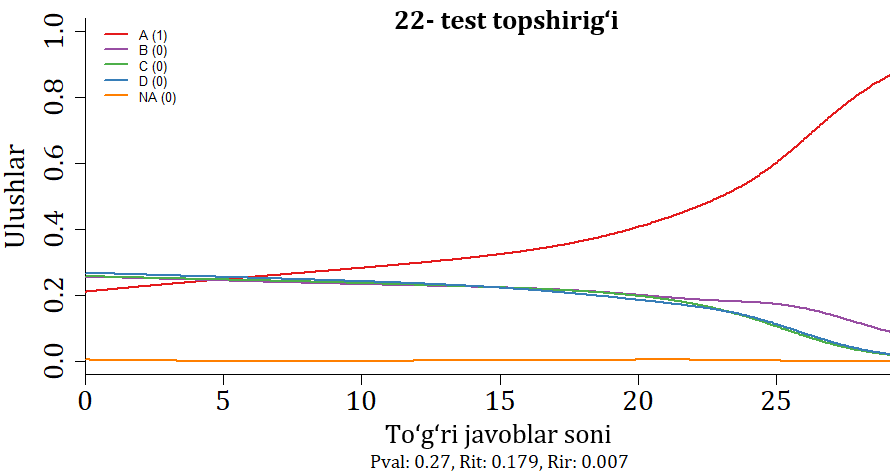 22- test topshirig‘i
A (1)
B (0)
C (0)
D (0)
NA (0)
Ulushlar
1.0
0.8
0.6
0.4
0.2
0.0
0 5 10 15 20 25
To‘g‘ri javoblar soni
Pval: 0.27, Rit: 0.179, Rir: 0.007